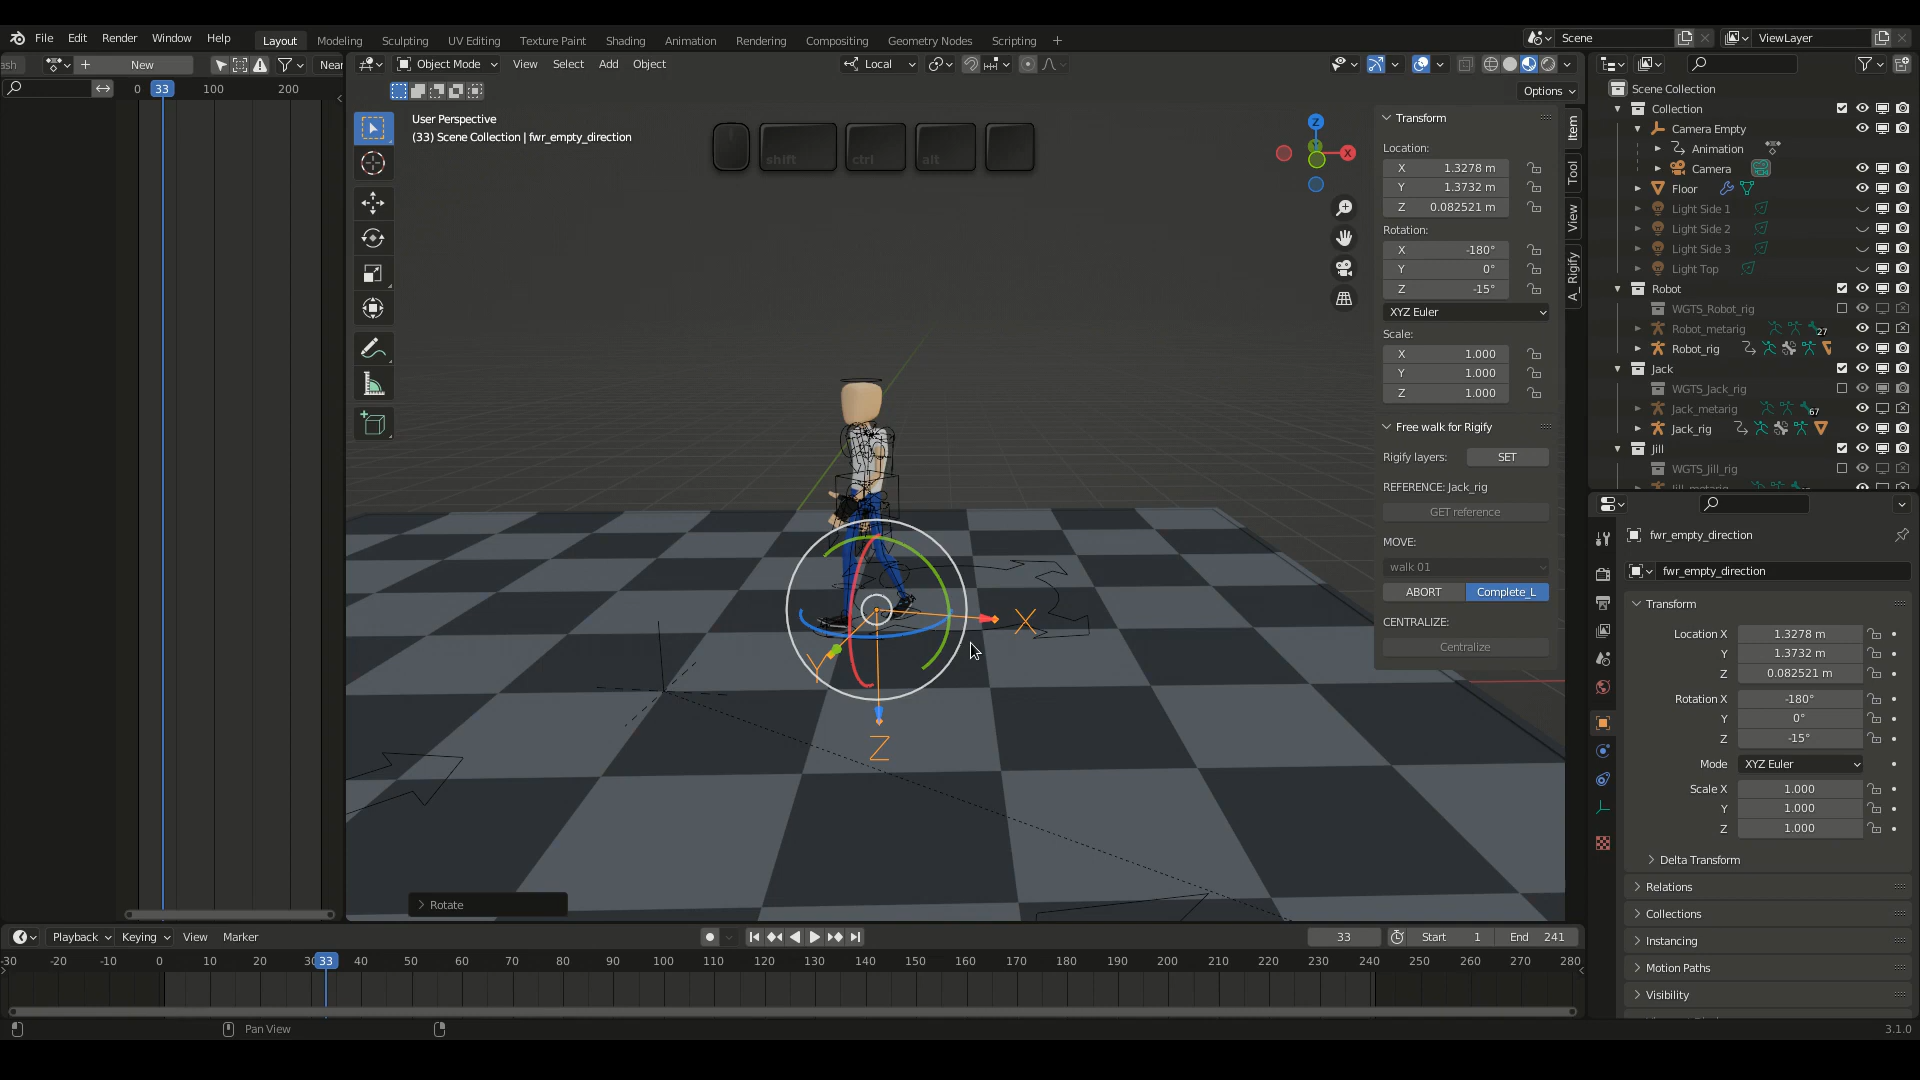 File Edit Render Window Help
Layout Modeling Sculpting UV Editing Texture Paint Shading Animation Rendering Compositing Geometry Nodes Scripting +
Scene
ViewLayer
New
Near
0 33 100 200
Object Mode View Select Add Object
Local
Options
User Perspective
(33) Scene Collection | fwr_empty_direction
shift ctrl alt
Z
X
X
Y
Z
Rotate
Transform
Location:
X 1.3278 m
Y 1.3732 m
Z 0.082521 m
Rotation:
X -180°
Y 0°
Z -15°
XYZ Euler
Scale:
X 1.000
Y 1.000
Z 1.000
Free walk for Rigify
Rigify layers: SET
REFERENCE: Jack_rig
GET reference
MOVE:
walk 01
ABORT Complete_L
CENTRALIZE:
Centralize
Item
Tool
View
A_Rigify
Scene Collection
Collection
Camera Empty
Animation
Camera
Floor
Light Side 1
Light Side 2
Light Side 3
Light Top
Robot
WGTS_Robot_rig
Robot_metarig 27
Robot_rig
Jack
WGTS_Jack_rig
Jack_metarig 67
Jack_rig
Jill
WGTS_Jill_rig
fwr_empty_direction
fwr_empty_direction
Transform
Location X 1.3278 m
Y 1.3732 m
Z 0.082521 m
Rotation X -180°
Y 0°
Z -15°
Mode XYZ Euler
Scale X 1.000
Y 1.000
Z 1.000
Delta Transform
Relations
Collections
Instancing
Motion Paths
Visibility
Playback Keying View Marker
33 Start 1 End 241
-30 -20 -10 0 10 20 30 33 40 50 60 70 80 90 100 110 120 130 140 150 160 170 180 190 200 210 220 230 240 250 260 270 280
Pan View
3.1.0